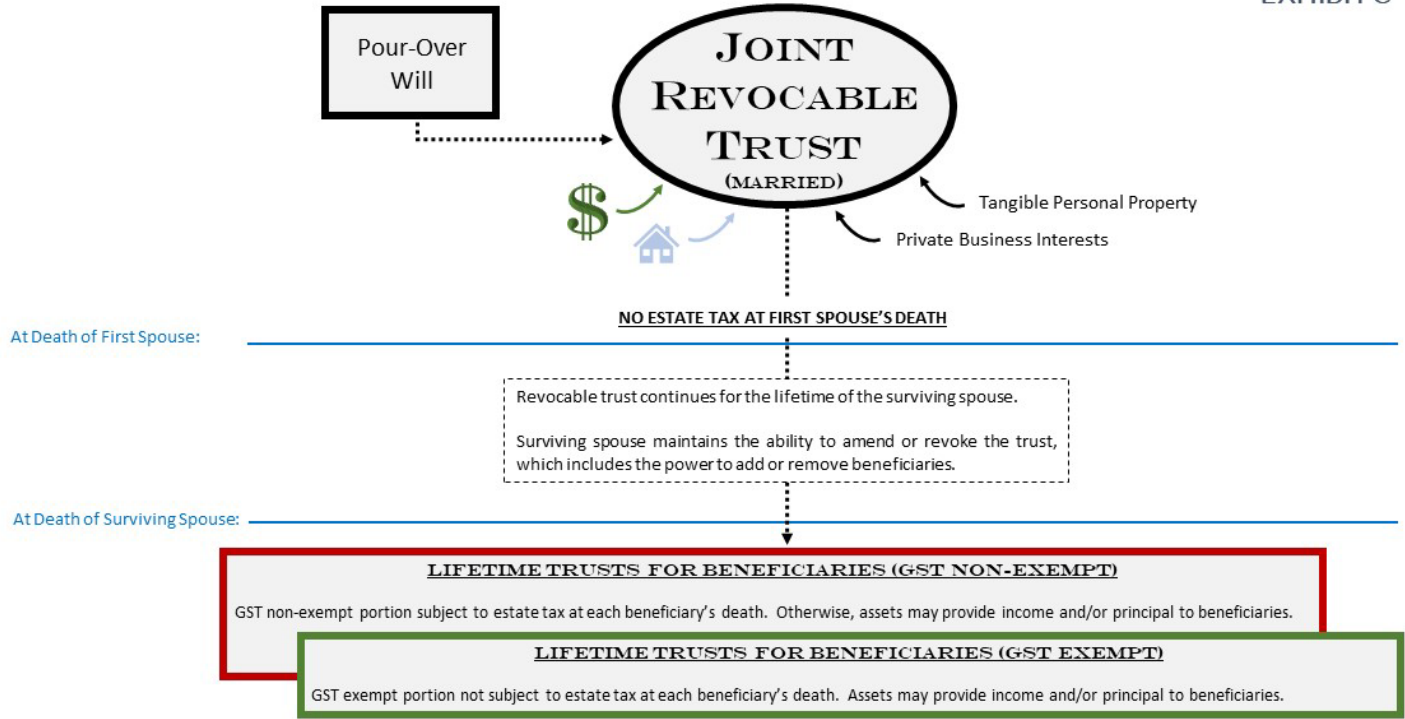 Pour-Over
Will
JOINT
REVOCABLE
TRUST
(MARRIED)
$
Tangible Personal Property
Private Business Interests
NO ESTATE TAX AT FIRST SPOUSE'S DEATH
At Death of First Spouse:
Revocable trust continues for the lifetime of the surviving spouse.
Surviving spouse maintains the ability to amend or revoke the trust,
which includes the power to add or remove beneficiaries.
At Death of Surviving Spouse:
LIFETIME TRUSTS FOR BENEFICIARIES (GST NON-EXEMPT)
GST non-exempt portion subject to estate tax at each beneficiary's death. Otherwise, assets may provide income and/or principal to beneficiaries.
LIFETIME TRUSTS FOR BENEFICIARIES (GST EXEMPT)
GST exempt portion not subject to estate tax at each beneficiary's death. Assets may provide income and/or principal to beneficiaries.